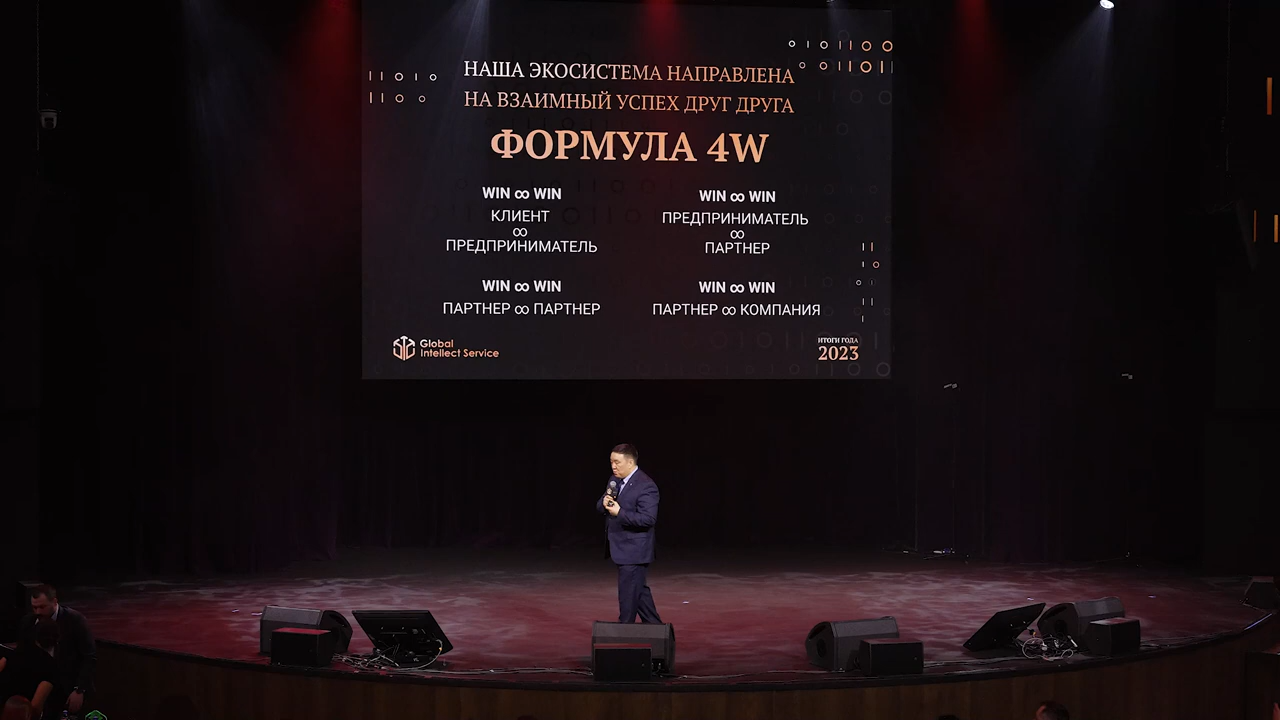 НАША ЭКОСИСТЕМА НАПРАВЛЕНА
НА ВЗАИМНЫЙ УСПЕХ ДРУГ ДРУГА
ФОРМУЛА 4W
WIN ∞ WIN
КЛИЕНТ
∞
ПРЕДПРИНИМАТЕЛЬ
WIN ∞ WIN
ПРЕДПРИНИМАТЕЛЬ
∞
ПАРТНЕР
WIN ∞ WIN
ПАРТНЕР ∞ ПАРТНЕР
WIN ∞ WIN
ПАРТНЕР ∞ КОМПАНИЯ
Global
Intellect Service
ИТОГИ ГОДА
2023